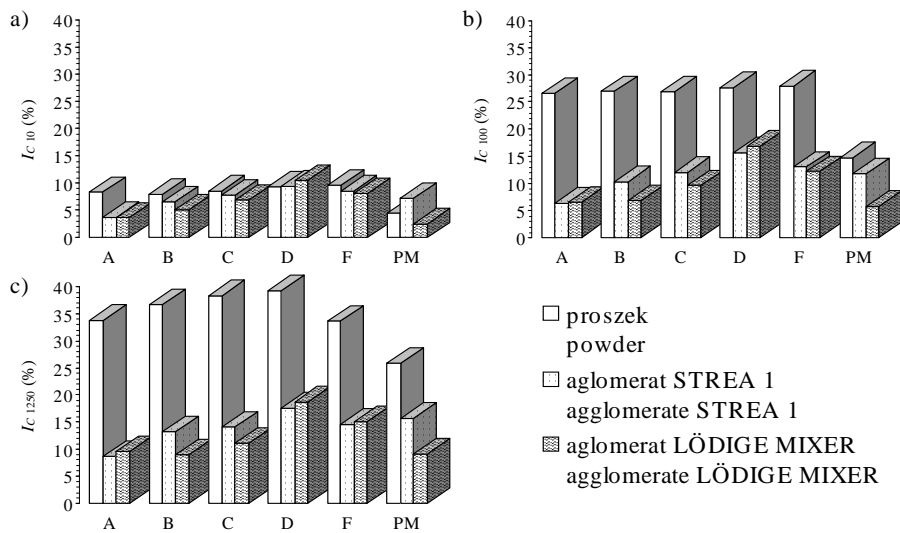 a)
40
35
30
25
20
15
10
5
0
I_C 10 (%)
A B C D F PM
b)
40
35
30
25
20
15
10
5
0
I_C 100 (%)
A B C D F PM
c)
40
35
30
25
20
15
10
5
0
I_C 1250 (%)
A B C D F PM
proszek
powder
aglomerat STREA 1
agglomerate STREA 1
aglomerat LÖDIGE MIXER
agglomerate LÖDIGE MIXER